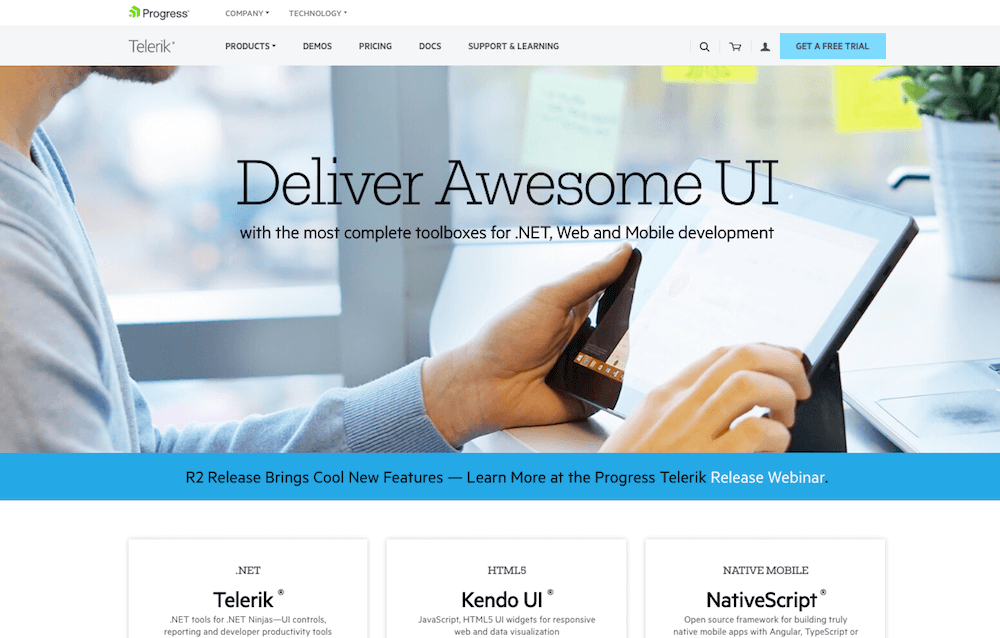 Progress®
COMPANY
TECHNOLOGY
Telerik®
PRODUCTS
DEMOS
PRICING
DOCS
SUPPORT & LEARNING
GET A FREE TRIAL
Deliver Awesome UI
with the most complete toolboxes for .NET, Web and Mobile development
R2 Release Brings Cool New Features — Learn More at the Progress Telerik Release Webinar.
.NET
Telerik®
.NET tools for .NET Ninjas—UI controls,
reporting and developer productivity tools
HTML5
Kendo UI®
JavaScript, HTML5 UI widgets for responsive
web and data visualization
NATIVE MOBILE
NativeScript®
Open source framework for building truly
native mobile apps with Angular, TypeScript or